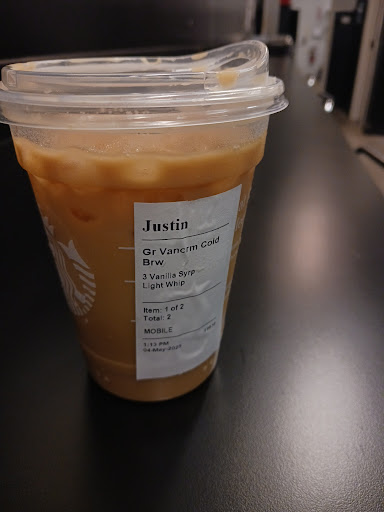 Justin
Gr Vancrm Cold
Brw
3 Vanilla Syrp
Light Whip
Item: 1 of 2
Total: 2
MOBILE